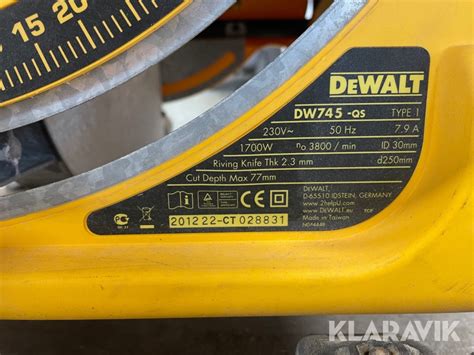 15 20
DEWALT
DW745 -QS TYPE 1
230V~ 50 Hz 7.9 A
1700W no 3800 / min ID 30mm
Riving Knife Thk 2.3 mm d250mm
Cut Depth Max 77mm
DEWALT,
D-65510 IDSTEIN, GERMANY
www.2helpU.com
www.DEWALT.eu
Made in Taiwan
2012 22-CT 028831
KLARAVIK